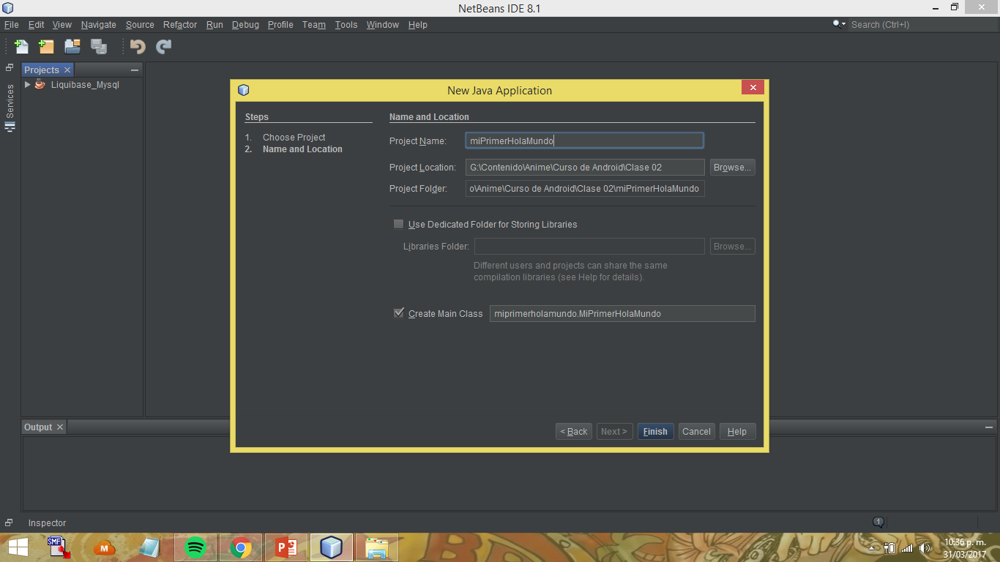 NetBeans IDE 8.1
File Edit View Navigate Source Refactor Run Debug Profile Team Tools Window Help
Search (Ctrl+I)
Projects
Services
Liquibase_Mysql
New Java Application
Steps
1. Choose Project
2. Name and Location
Name and Location
Project Name: miPrimerHolaMundo
Project Location: G:\Contenido\Anime\Curso de Android\Clase 02 Browse...
Project Folder: o\Anime\Curso de Android\Clase 02\miPrimerHolaMundo
Use Dedicated Folder for Storing Libraries
Libraries Folder: Browse...
Different users and projects can share the same
compilation libraries (see Help for details).
Create Main Class miprimerholamundo.MiPrimerHolaMundo
< Back Next > Finish Cancel Help
Output
Inspector
1
SMF
M
P
10:36 p. m.
31/03/2017